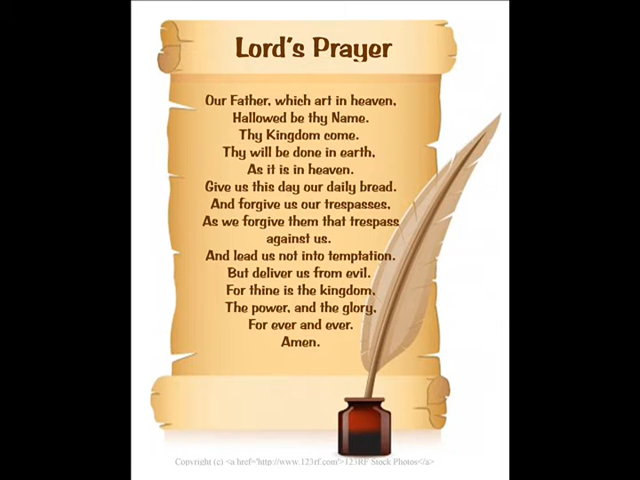 Lord's Prayer
Our Father, which art in heaven,
Hallowed be thy Name.
Thy Kingdom come.
Thy will be done in earth,
As it is in heaven.
Give us this day our daily bread.
And forgive us our trespasses,
As we forgive them that trespass
against us.
And lead us not into temptation.
But deliver us from evil.
For thine is the kingdom,
The power, and the glory,
For ever and ever.
Amen.
Copyright (c) <a href='http://www.123rf.com'>123RF Stock Photos</a>